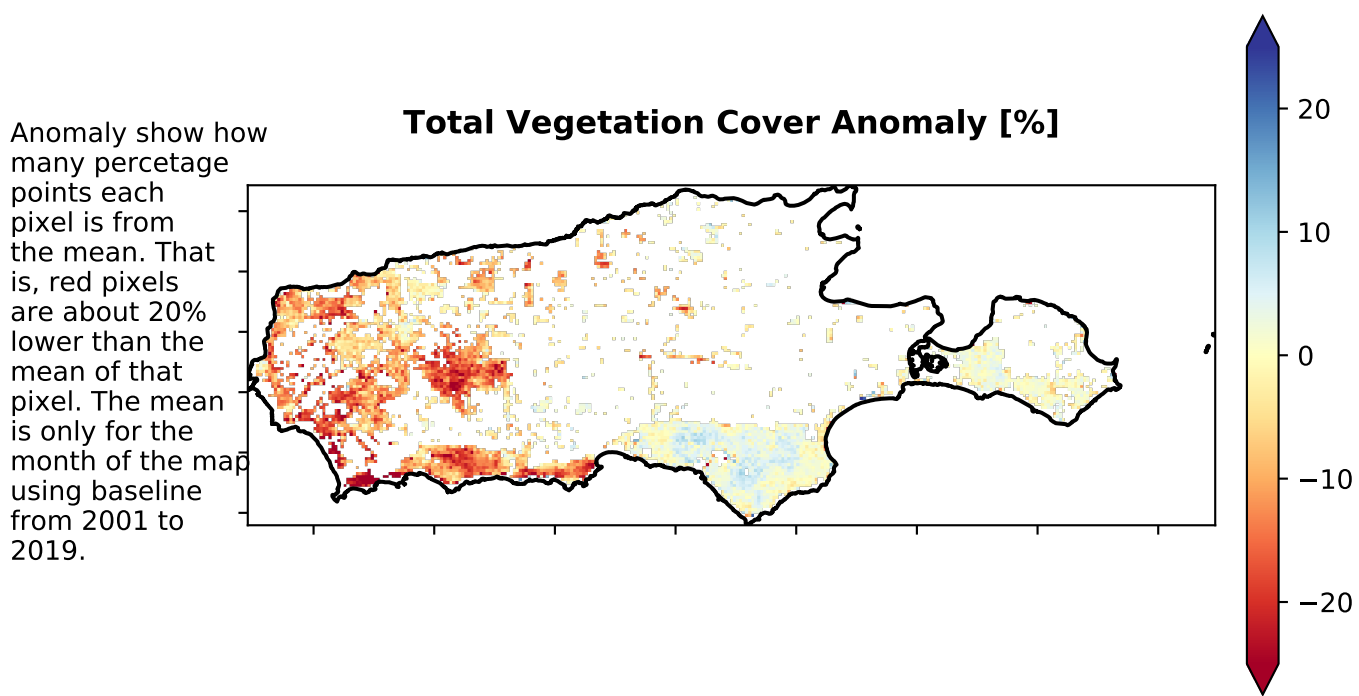 Total Vegetation Cover Anomaly [%]
Anomaly show how
many percetage
points each
pixel is from
the mean. That
is, red pixels
are about 20%
lower than the
mean of that
pixel. The mean
is only for the
month of the map
using baseline
from 2001 to
2019.
20
10
0
−10
−20